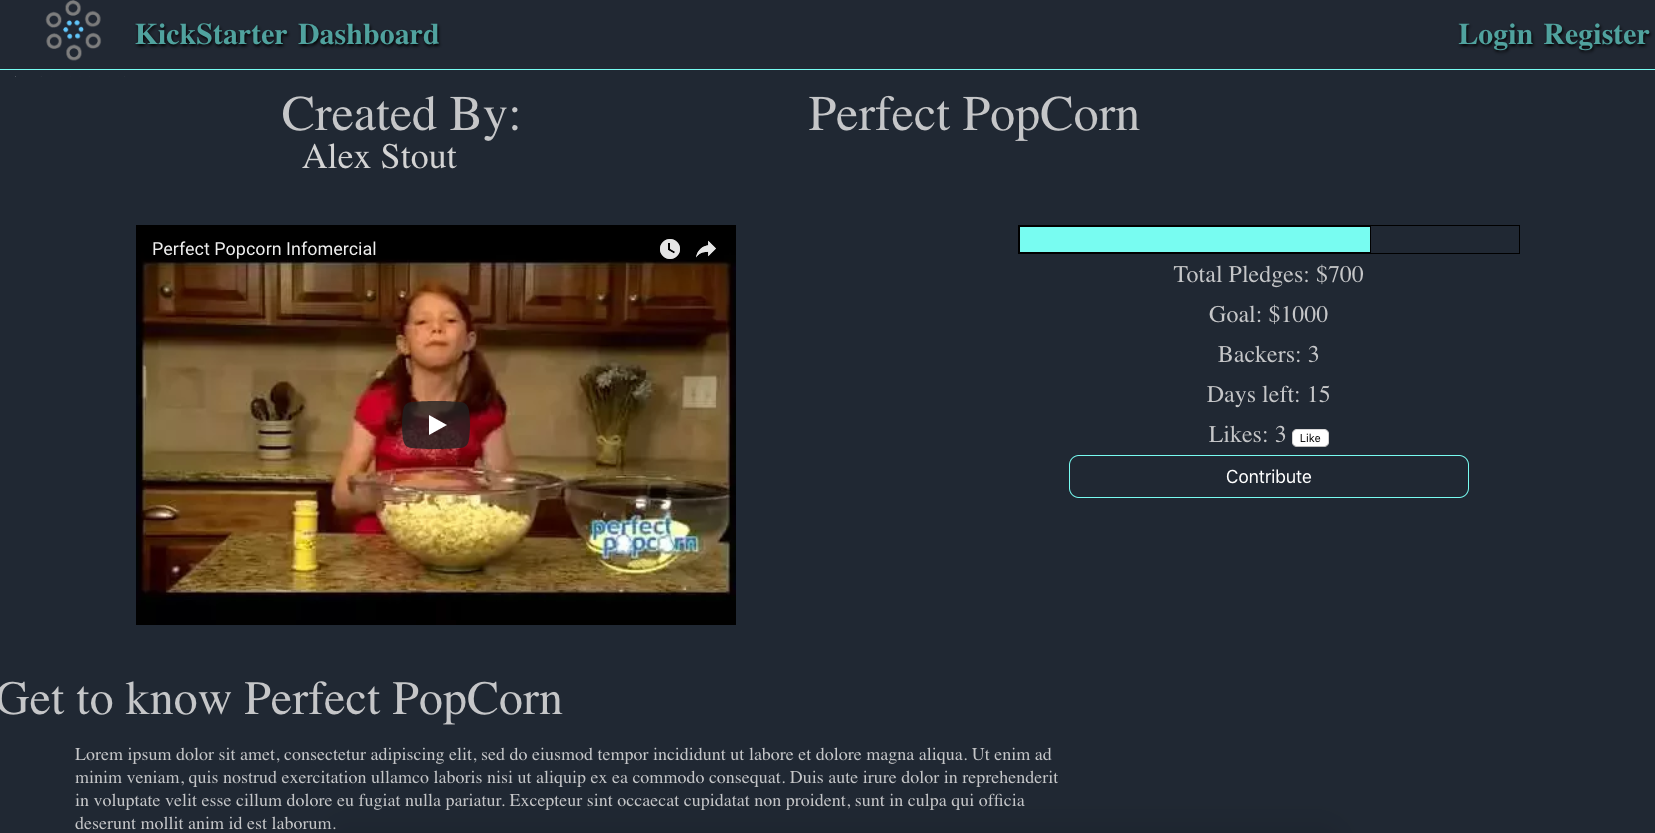 KickStarter Dashboard
Login Register
Created By:
Alex Stout
Perfect PopCorn
Perfect Popcorn Infomercial
perfect
popcorn
Total Pledges: $700
Goal: $1000
Backers: 3
Days left: 15
Likes: 3 Like
Contribute
Get to know Perfect PopCorn
Lorem ipsum dolor sit amet, consectetur adipiscing elit, sed do eiusmod tempor incididunt ut labore et dolore magna aliqua. Ut enim ad
minim veniam, quis nostrud exercitation ullamco laboris nisi ut aliquip ex ea commodo consequat. Duis aute irure dolor in reprehenderit
in voluptate velit esse cillum dolore eu fugiat nulla pariatur. Excepteur sint occaecat cupidatat non proident, sunt in culpa qui officia
deserunt mollit anim id est laborum.